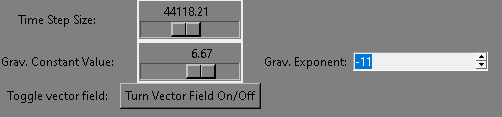 Time Step Size: 44118.21
Grav. Constant Value: 6.67 Grav. Exponent: -11
Toggle vector field: Turn Vector Field On/Off